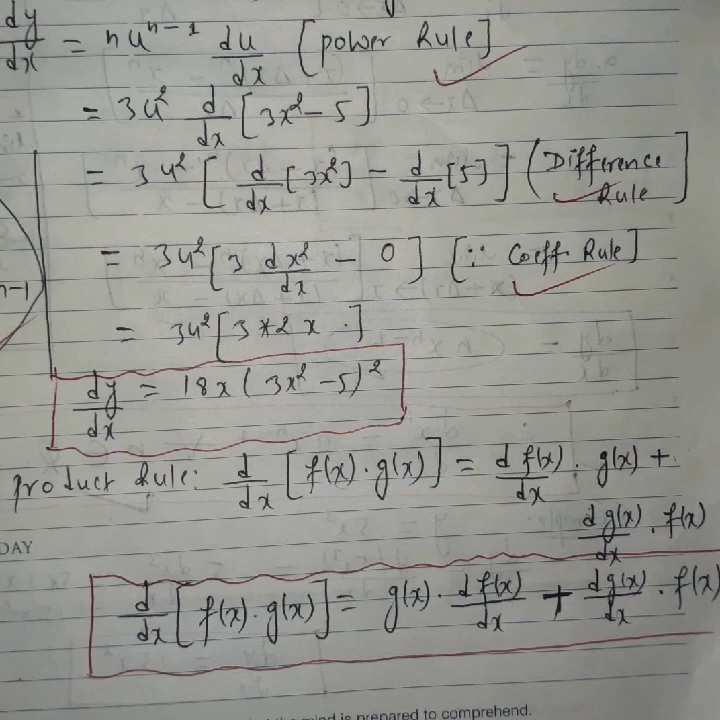 dy/dx = nu^(n-1) du/dx [power Rule]
= 3u² d/dx [3x²-5]
= 3u² [d/dx [3x²] - d/dx [5]] (Difference Rule]
= 3u² [3 dx²/dx - 0] [∵ Coeff. Rule]
n-1
= 3u² [3*2x .]
dy/dx = 18x(3x²-5)²
product Rule: d/dx [f(x)·g(x)] = d f(x)/dx · g(x) +
d g(x)/dx · f(x)
DAY
d/dx [f(x)·g(x)] = g(x)· d f(x)/dx + d g(x)/dx · f(x)
the mind is prepared to comprehend.